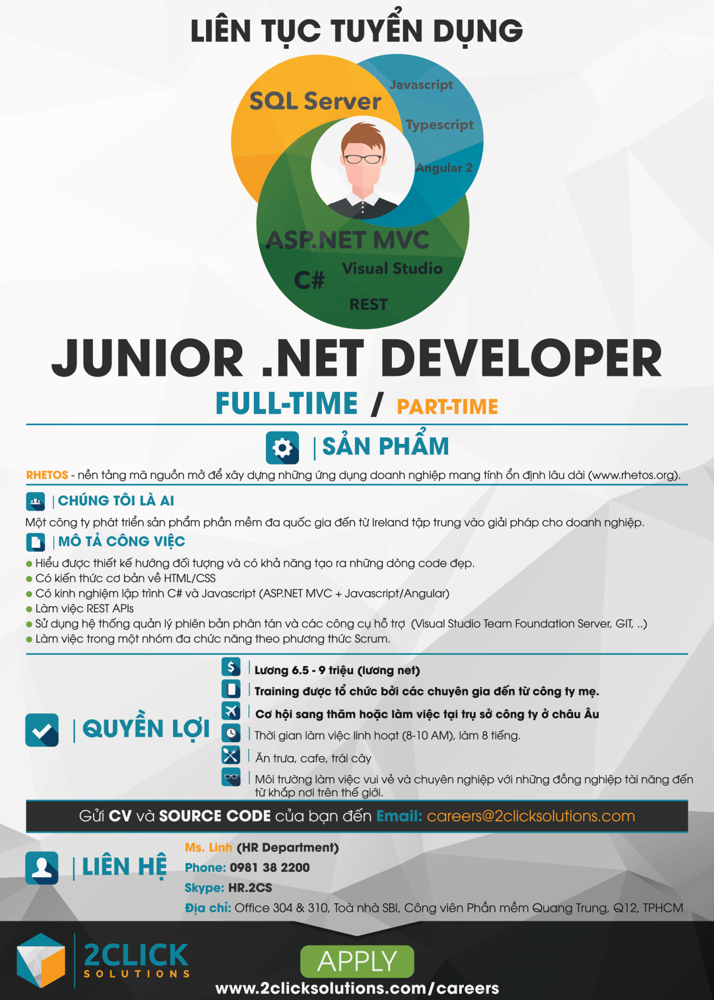 LIÊN TỤC TUYỂN DỤNG
SQL Server
Javascript
Typescript
Angular 2
ASP.NET MVC
Visual Studio
C#
REST
JUNIOR .NET DEVELOPER
FULL-TIME / PART-TIME
SẢN PHẨM
RHETOS - nền tảng mã nguồn mở để xây dựng những ứng dụng doanh nghiệp mang tính ổn định lâu dài (www.rhetos.org).
CHÚNG TÔI LÀ AI
Một công ty phát triển sản phẩm phần mềm đa quốc gia đến từ Ireland tập trung vào giải pháp cho doanh nghiệp.
MÔ TẢ CÔNG VIỆC
Hiểu được thiết kế hướng đối tượng và có khả năng tạo ra những dòng code đẹp.
Có kiến thức cơ bản về HTML/CSS
Có kinh nghiệm lập trình C# và Javascript (ASP.NET MVC + Javascript/Angular)
Làm việc REST APIs
Sử dụng hệ thống quản lý phiên bản phân tán và các công cụ hỗ trợ (Visual Studio Team Foundation Server, GIT, ..)
Làm việc trong một nhóm đa chức năng theo phương thức Scrum.
QUYỀN LỢI
Lương 6.5 - 9 triệu (lương net)
Training được tổ chức bởi các chuyên gia đến từ công ty mẹ.
Cơ hội sang thăm hoặc làm việc tại trụ sở công ty ở châu Âu
Thời gian làm việc linh hoạt (8-10 AM), làm 8 tiếng.
Ăn trưa, cafe, trái cây
Môi trường làm việc vui vẻ và chuyên nghiệp với những đồng nghiệp tài năng đến
từ khắp nơi trên thế giới.
Gửi CV và SOURCE CODE của bạn đến Email: careers@2clicksolutions.com
LIÊN HỆ
Ms. Linh (HR Department)
Phone: 0981 38 2200
Skype: HR.2CS
Địa chỉ: Office 304 & 310, Toà nhà SBI, Công viên Phần mềm Quang Trung, Q12, TPHCM
2CLICK
SOLUTIONS
APPLY
www.2clicksolutions.com/careers